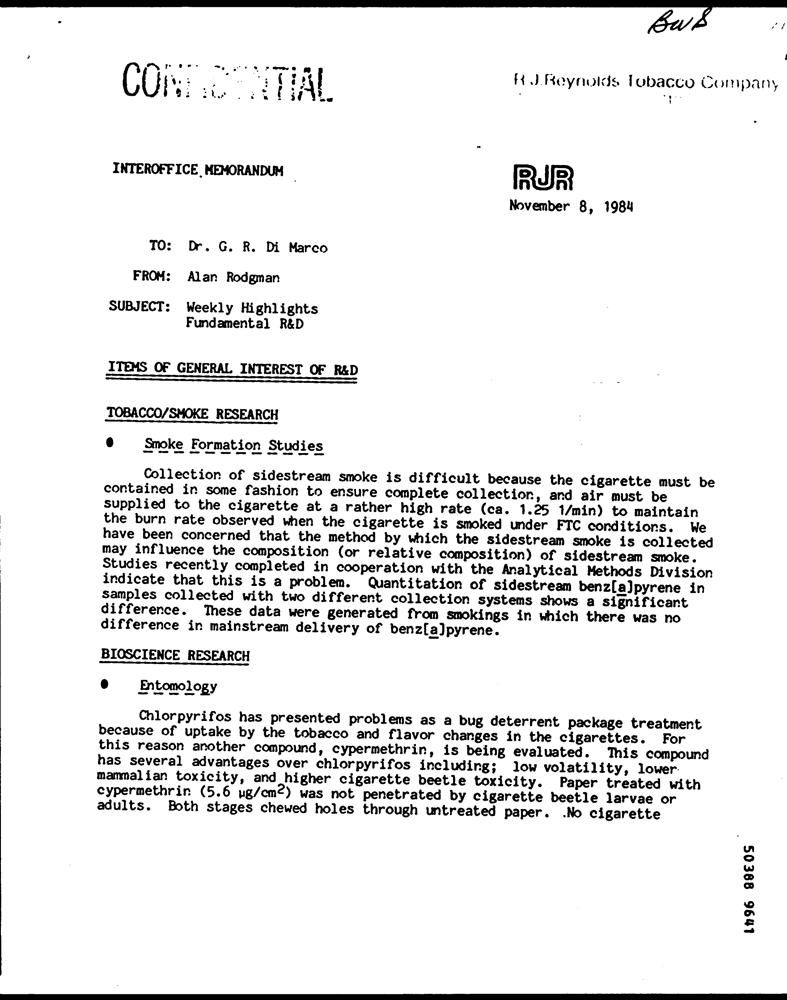 BWS
CONFIDENTIAL
R.J.Reynolds Tobacco Company
INTEROFFICE MEMORANDUM
RJR
November 8, 1984
TO: Dr. G. R. Di Marco
FROM: Alan Rodgman
SUBJECT: Weekly Highlights
Fundamental R&D
ITEMS OF GENERAL INTEREST OF R&D
TOBACCO/SMOKE RESEARCH
● Smoke Formation Studies
Collection of sidestream smoke is difficult because the cigarette must be
contained in some fashion to ensure complete collection, and air must be
supplied to the cigarette at a rather high rate (ca. 1.25 l/min) to maintain
the burn rate observed when the cigarette is smoked under FTC conditions. We
have been concerned that the method by which the sidestream smoke is collected
may influence the composition (or relative composition) of sidestream smoke.
Studies recently completed in cooperation with the Analytical Methods Division
indicate that this is a problem. Quantitation of sidestream benz[a]pyrene in
samples collected with two different collection systems shows a significant
difference. These data were generated from smokings in which there was no
difference in mainstream delivery of benz[a]pyrene.
BIOSCIENCE RESEARCH
● Entomology
Chlorpyrifos has presented problems as a bug deterrent package treatment
because of uptake by the tobacco and flavor changes in the cigarettes. For
this reason another compound, cypermethrin, is being evaluated. This compound
has several advantages over chlorpyrifos including; low volatility, lower
mammalian toxicity, and higher cigarette beetle toxicity. Paper treated with
cypermethrin (5.6 µg/cm²) was not penetrated by cigarette beetle larvae or
adults. Both stages chewed holes through untreated paper. .No cigarette
50388 9641